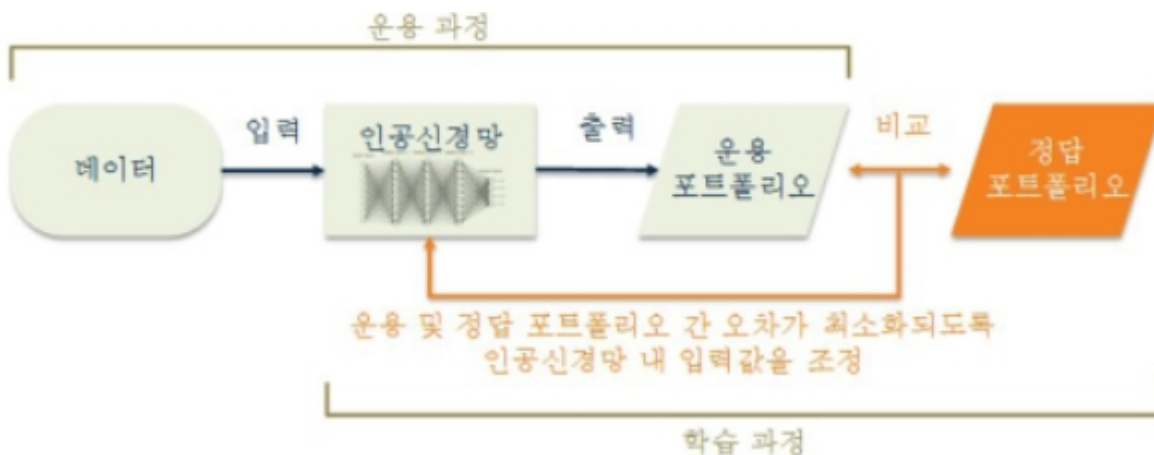 운용 과정
데이터
입력
인공신경망
출력
운용
포트폴리오
비교
정답
포트폴리오
운용 및 정답 포트폴리오 간 오차가 최소화되도록
인공신경망 내 입력값을 조정
학습 과정